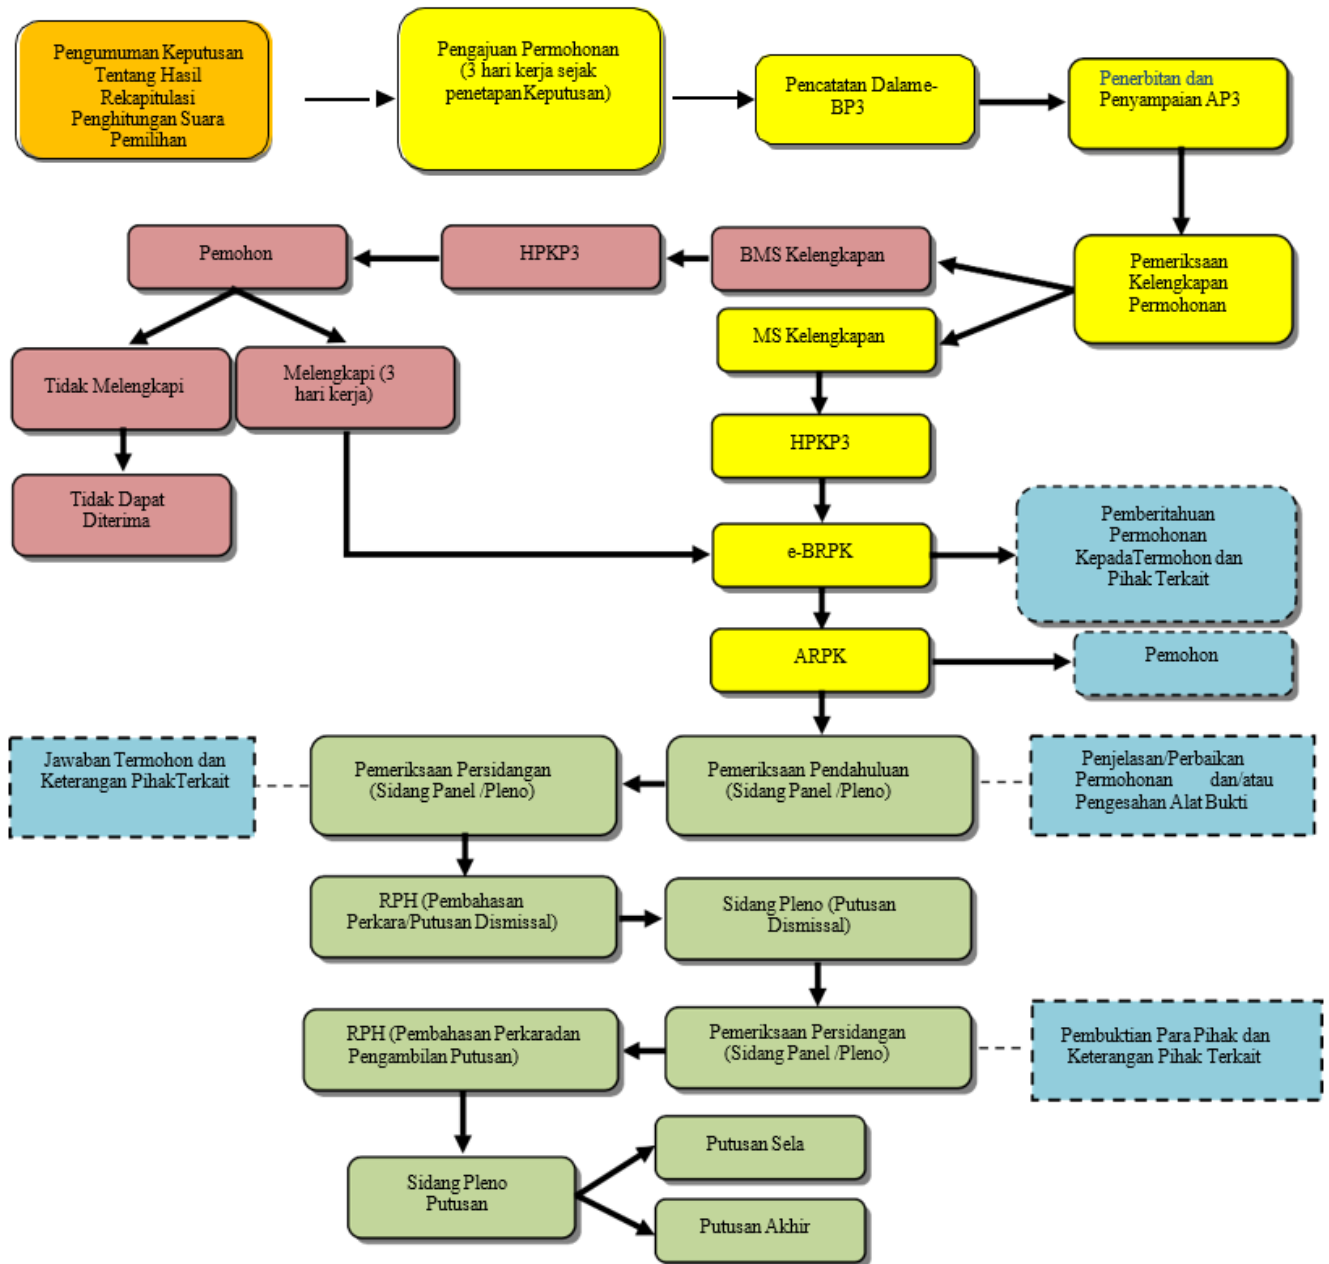 Pengumuman Keputusan
Tentang Hasil
Rekapitulasi
Penghitungan Suara
Pemilihan
Pengajuan Permohonan
(3 hari kerja sejak
penetapan Keputusan)
Pencatatan Dalam e-
BP3
Penerbitan dan
Penyampaian AP3
Pemohon
HPKP3
BMS Kelengkapan
Pemeriksaan
Kelengkapan
Permohonan
MS Kelengkapan
Tidak Melengkapi
Melengkapi (3
hari kerja)
HPKP3
Tidak Dapat
Diterima
e-BRPK
Pemberitahuan
Permohonan
Kepada Termohon dan
Pihak Terkait
ARPK
Pemohon
Jawaban Termohon dan
Keterangan Pihak Terkait
Pemeriksaan Persidangan
(Sidang Panel /Pleno)
Pemeriksaan Pendahuluan
(Sidang Panel /Pleno)
Penjelasan/Perbaikan
Permohonan dan/atau
Pengesahan Alat Bukti
RPH (Pembahasan
Perkara/Putusan Dismissal)
Sidang Pleno (Putusan
Dismissal)
RPH (Pembahasan Perkaradan
Pengambilan Putusan)
Pemeriksaan Persidangan
(Sidang Panel /Pleno)
Pembuktian Para Pihak dan
Keterangan Pihak Terkait
Sidang Pleno
Putusan
Putusan Sela
Putusan Akhir